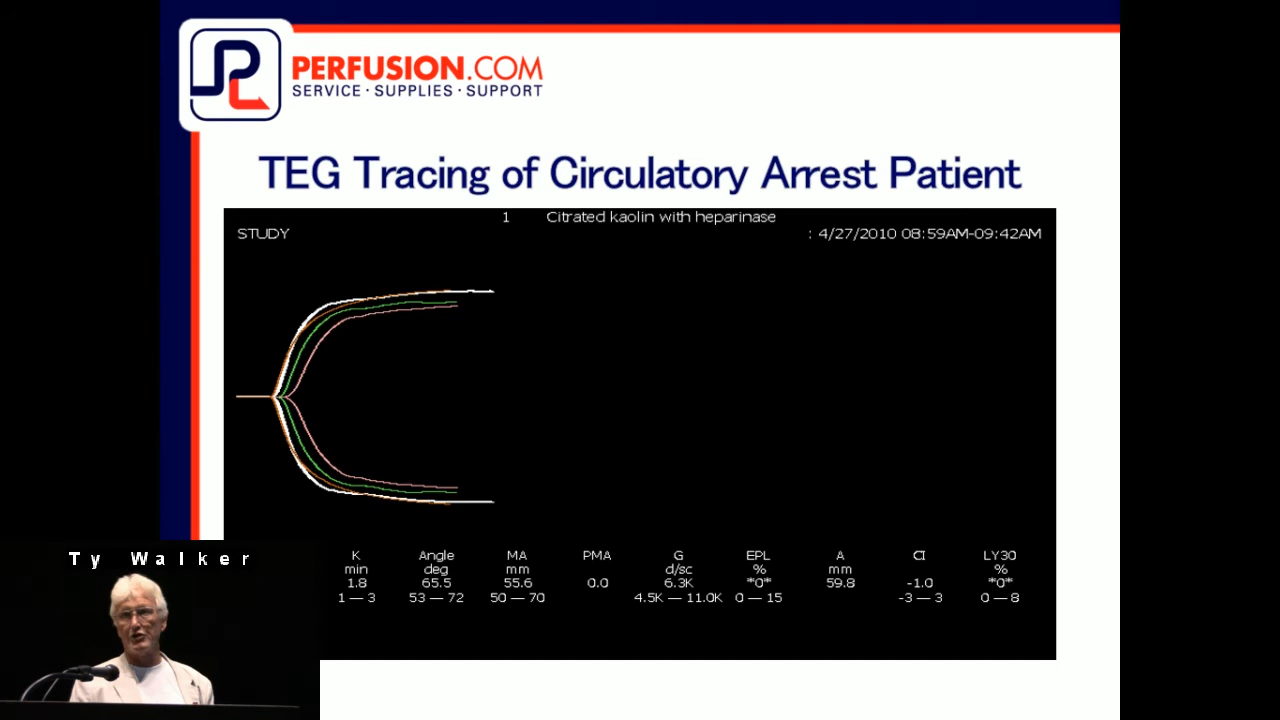 PERFUSION.COM
SERVICE · SUPPLIES · SUPPORT
TEG Tracing of Circulatory Arrest Patient
1 Citrated kaolin with heparinase
STUDY : 4/27/2010 08:59AM-09:42AM
K Angle MA PMA G EPL A CI LY30
min deg mm d/sc % mm %
1.8 65.5 55.6 0.0 6.3K *0* 59.8 -1.0 *0*
1 — 3 53 — 72 50 — 70 4.5K — 11.0K 0 — 15 -3 — 3 0 — 8
Ty Walker